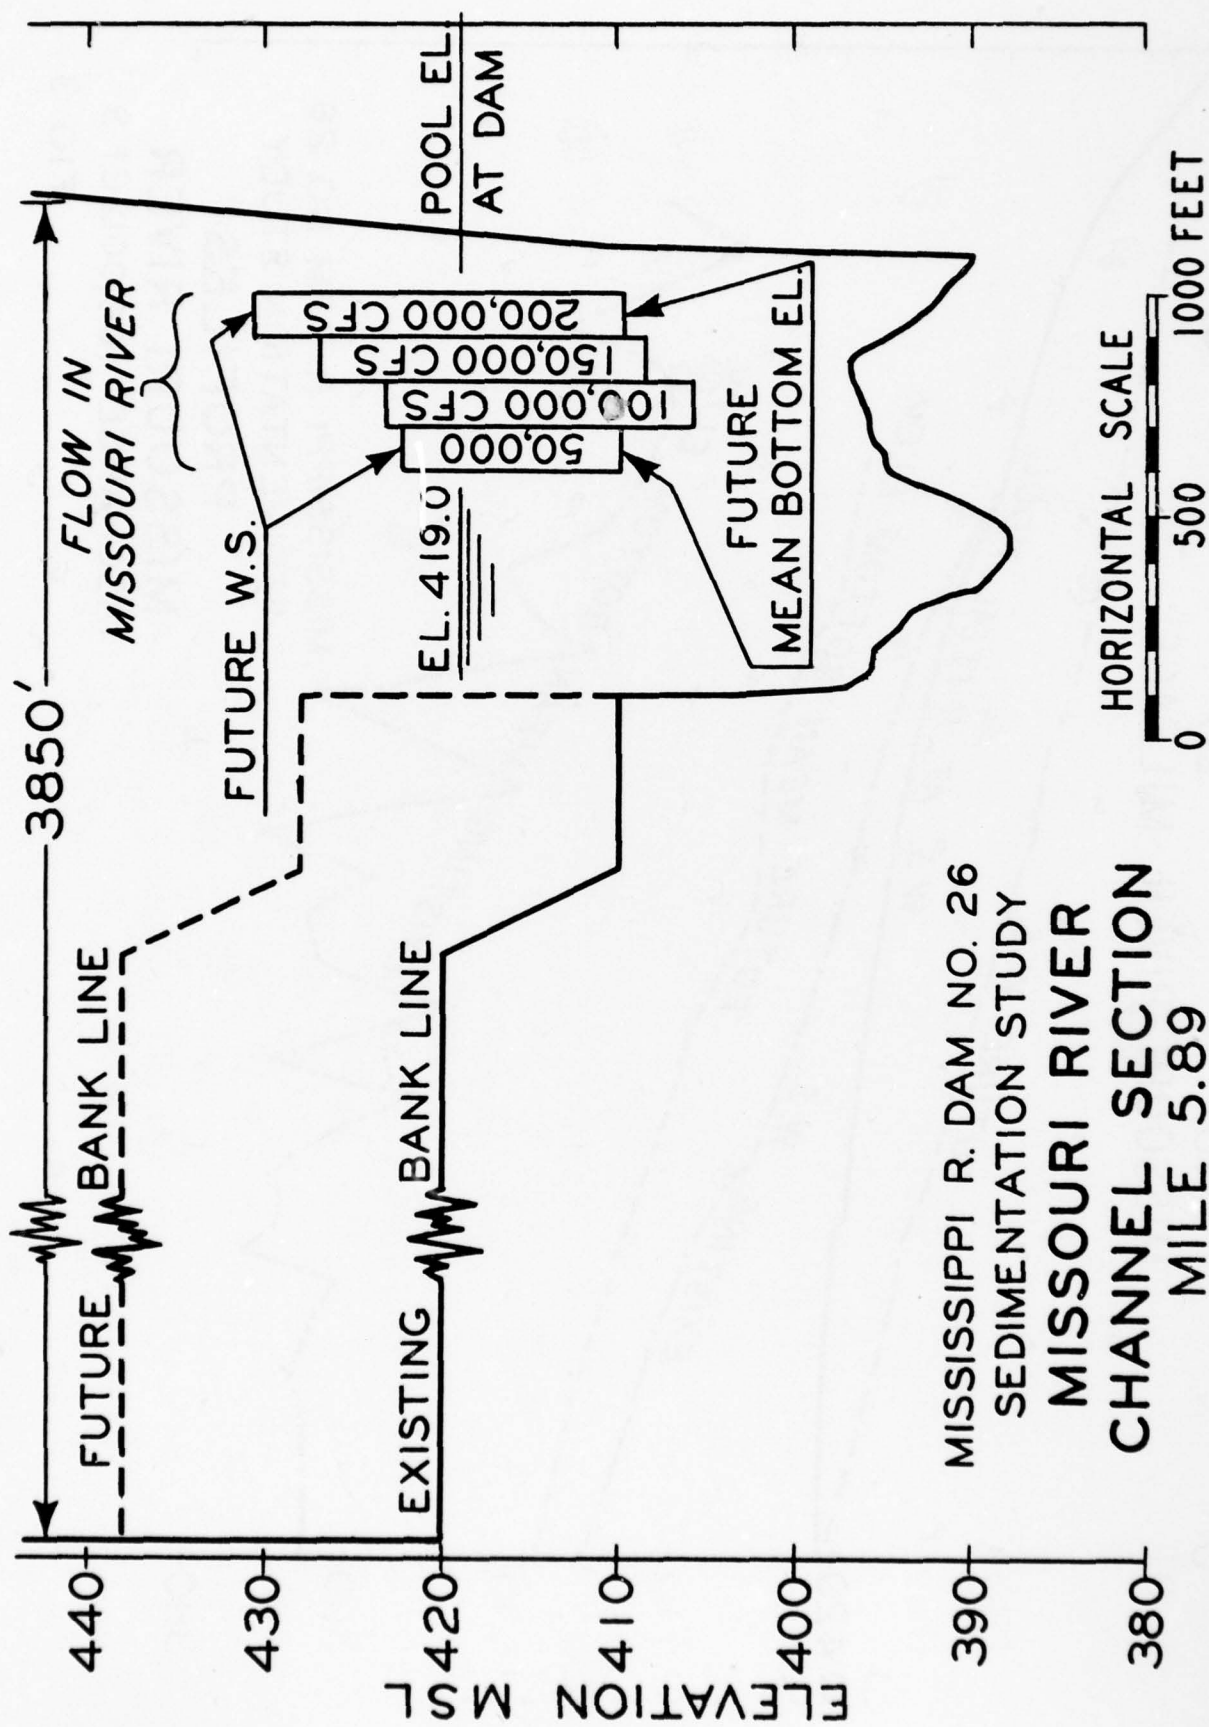 3850'
FLOW IN
MISSOURI RIVER
FUTURE BANK LINE
FUTURE W.S.
200,000 CFS
150,000 CFS
100,000 CFS
50,000
EL. 419.0
POOL EL.
AT DAM
EXISTING BANK LINE
FUTURE
MEAN BOTTOM EL.
ELEVATION MSL
440
430
420
410
400
390
380
MISSISSIPPI R. DAM NO. 26
SEDIMENTATION STUDY
MISSOURI RIVER
CHANNEL SECTION
MILE 5.89
HORIZONTAL SCALE
0 500 1000 FEET